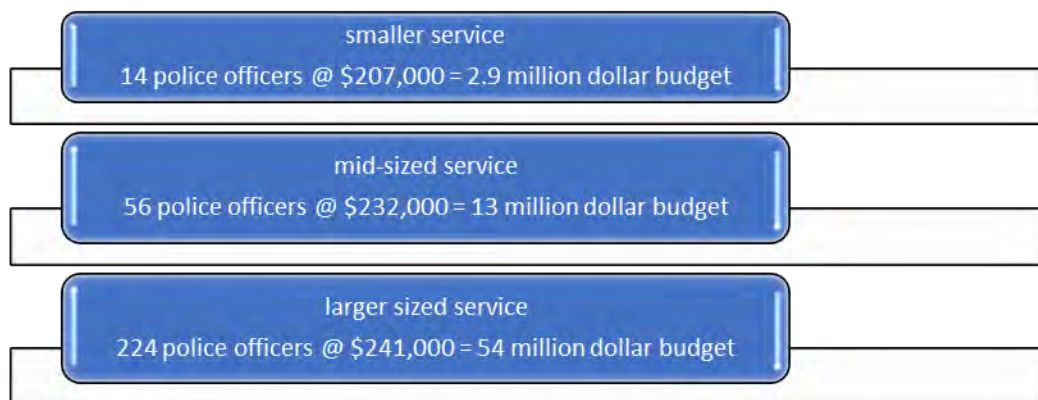 smaller service
14 police officers @ $207,000 = 2.9 million dollar budget
mid-sized service
56 police officers @ $232,000 = 13 million dollar budget
larger sized service
224 police officers @ $241,000 = 54 million dollar budget